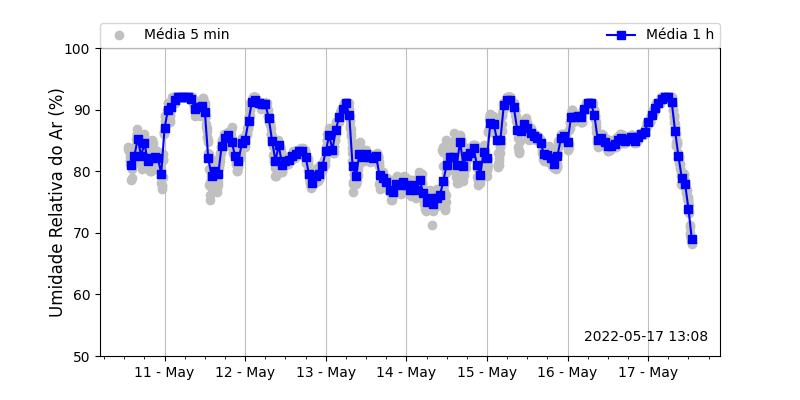 Média 5 min
Média 1 h
Umidade Relativa do Ar (%)
100
90
80
70
60
50
2022-05-17 13:08
11 - May
12 - May
13 - May
14 - May
15 - May
16 - May
17 - May